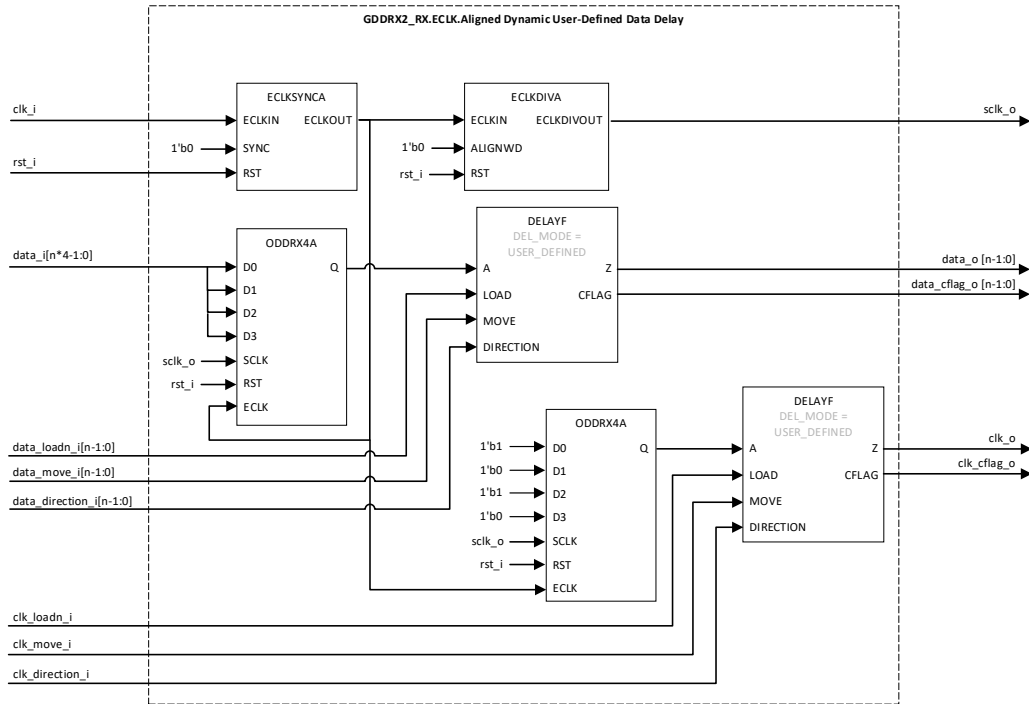 GDDRX2_RX.ECLK.Aligned Dynamic User-Defined Data Delay
ECLKSYNCA
ECLKDIVA
clk_i
ECLKIN
ECLKOUT
ECLKIN
ECLKDIVOUT
sclk_o
1'b0
SYNC
1'b0
ALIGNWD
rst_i
RST
rst_i
RST
DELAYF
DEL_MODE =
USER_DEFINED
ODDRX4A
data_i[n*4-1:0]
D0
Q
A
Z
data_o [n-1:0]
D1
LOAD
CFLAG
data_cflag_o [n-1:0]
D2
MOVE
D3
DIRECTION
sclk_o
SCLK
rst_i
RST
ECLK
DELAYF
DEL_MODE =
USER_DEFINED
ODDRX4A
data_loadn_i[n-1:0]
1'b1
D0
Q
A
Z
clk_o
data_move_i[n-1:0]
1'b0
D1
LOAD
CFLAG
clk_cflag_o
data_direction_i[n-1:0]
1'b1
D2
MOVE
1'b0
D3
DIRECTION
sclk_o
SCLK
rst_i
RST
ECLK
clk_loadn_i
clk_move_i
clk_direction_i